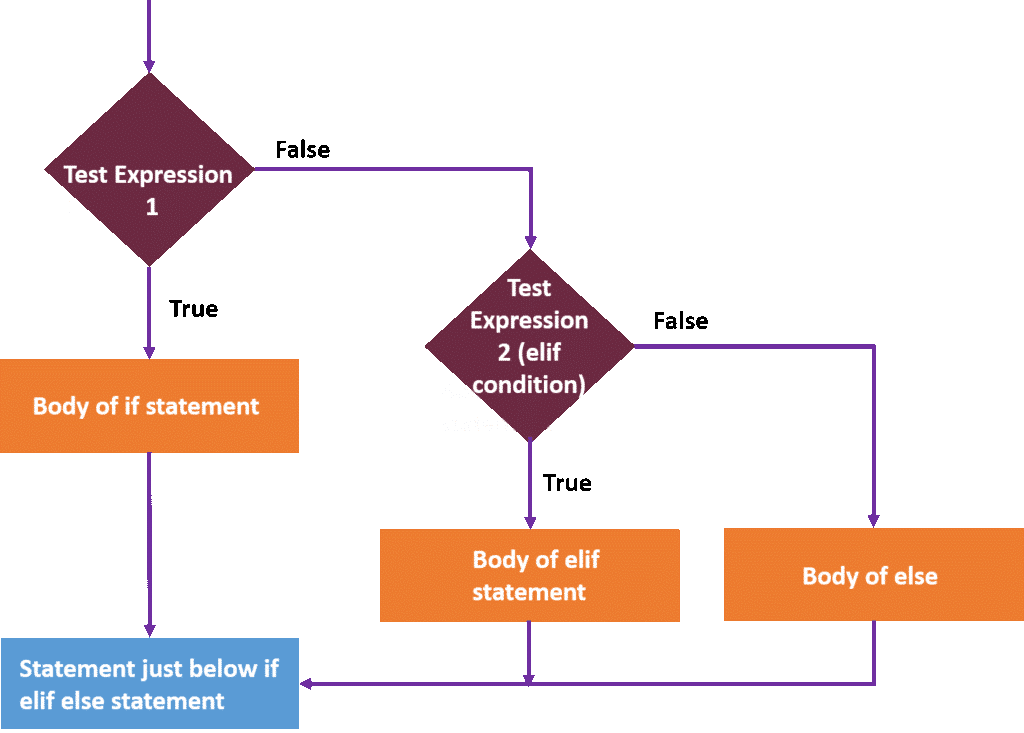 False
Test Expression
1
True
Test
Expression
2 (elif
condition)
False
Body of if statement
True
Body of elif
statement
Body of else
Statement just below if
elif else statement